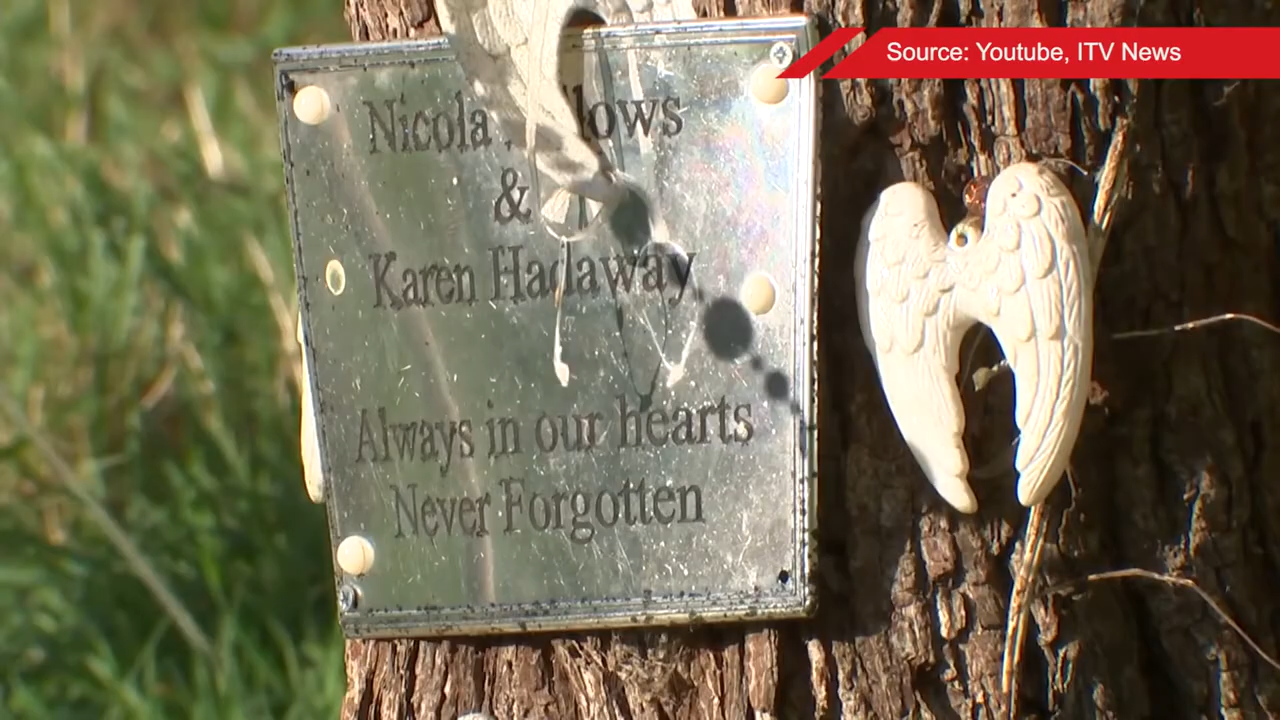 Source: Youtube, ITV News
Nicola
&
Karen Hadaway
Always in our hearts
Never Forgotten